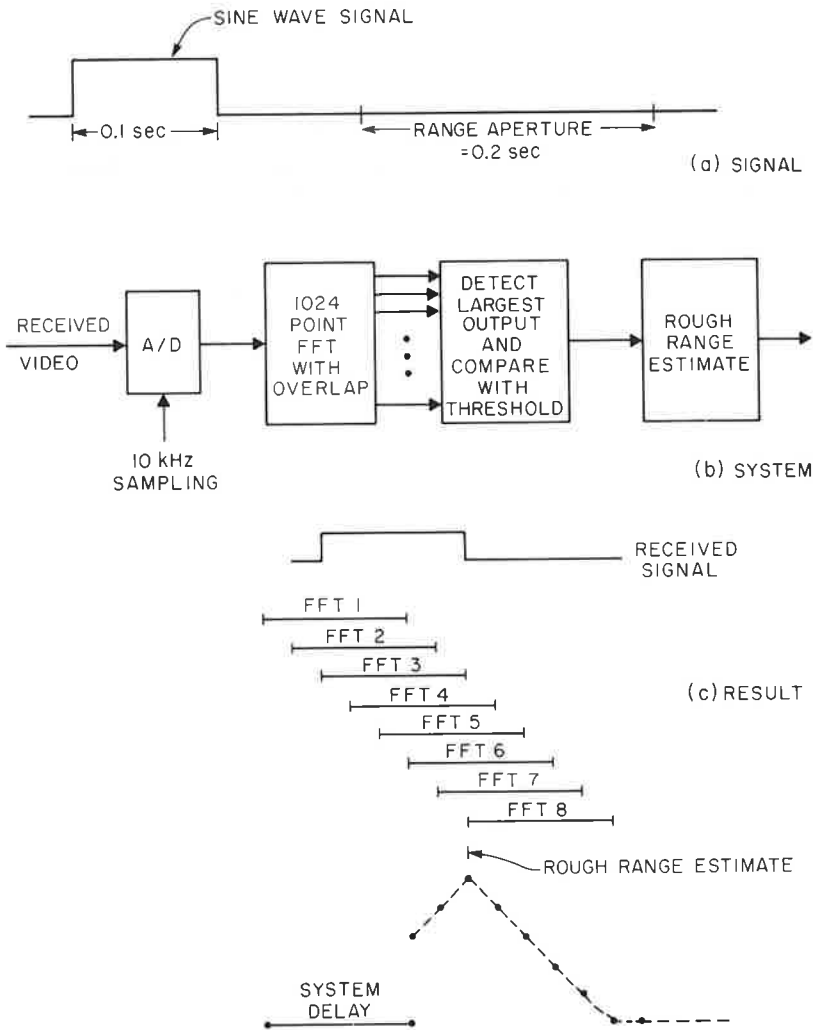 SINE WAVE SIGNAL
0.1 sec
RANGE APERTURE
=0.2 sec
(a) SIGNAL
RECEIVED
VIDEO
A/D
10 kHz
SAMPLING
1024
POINT
FFT
WITH
OVERLAP
DETECT
LARGEST
OUTPUT
AND
COMPARE
WITH
THRESHOLD
ROUGH
RANGE
ESTIMATE
(b) SYSTEM
RECEIVED
SIGNAL
FFT 1
FFT 2
FFT 3
FFT 4
FFT 5
FFT 6
FFT 7
FFT 8
(c) RESULT
ROUGH RANGE ESTIMATE
SYSTEM
DELAY